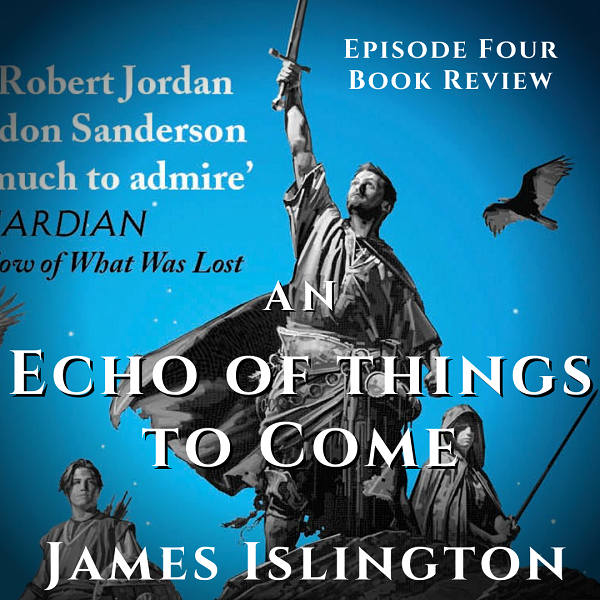 Episode Four
Book Review
Robert Jordan
don Sanderson
much to admire’
ARDIAN
ow of What Was Lost
An
Echo of things
to Come
James Islington